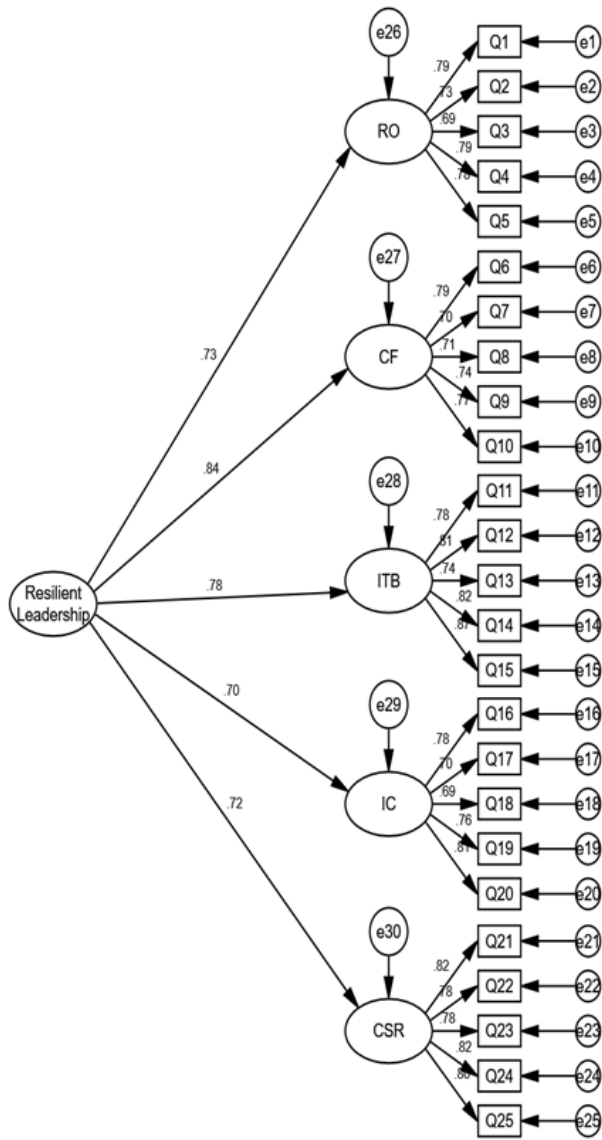 e26
Q1
e1
.79
Q2
e2
.73
RO
.69
Q3
e3
.79
Q4
e4
.78
Q5
e5
e27
Q6
e6
.79
Q7
e7
.70
CF
.71
Q8
e8
.74
Q9
e9
.77
Q10
e10
.73
.84
e28
Q11
e11
.78
Q12
e12
.81
ITB
.74
Q13
e13
.82
Q14
e14
.87
Q15
e15
Resilient
Leadership
.78
.70
.72
e29
Q16
e16
.78
Q17
e17
.70
IC
.69
Q18
e18
.76
Q19
e19
.81
Q20
e20
e30
Q21
e21
.82
Q22
e22
.78
CSR
.78
Q23
e23
.82
Q24
e24
Q25
e25